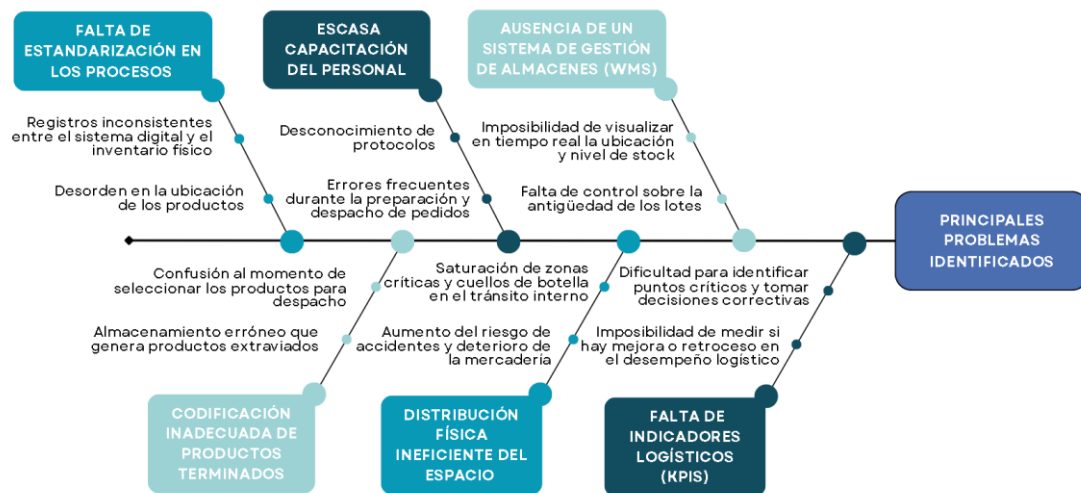 FALTA DE
ESTANDARIZACIÓN EN
LOS PROCESOS
ESCASA
CAPACITACIÓN
DEL PERSONAL
AUSENCIA DE UN
SISTEMA DE GESTIÓN
DE ALMACENES (WMS)
Registros inconsistentes
entre el sistema digital y el
inventario físico
Desorden en la ubicación
de los productos
Desconocimiento de
protocolos
Errores frecuentes
durante la preparación y
despacho de pedidos
Imposibilidad de visualizar
en tiempo real la ubicación
y nivel de stock
Falta de control sobre la
antigüedad de los lotes
PRINCIPALES
PROBLEMAS
IDENTIFICADOS
Confusión al momento de
seleccionar los productos para
despacho
Almacenamiento erróneo que
genera productos extraviados
Saturación de zonas
críticas y cuellos de botella
en el tránsito interno
Aumento del riesgo de
accidentes y deterioro de
la mercadería
Dificultad para identificar
puntos críticos y tomar
decisiones correctivas
Imposibilidad de medir si
hay mejora o retroceso en
el desempeño logístico
CODIFICACIÓN
INADECUADA DE
PRODUCTOS
TERMINADOS
DISTRIBUCIÓN
FÍSICA
INEFICIENTE DEL
ESPACIO
FALTA DE
INDICADORES
LOGÍSTICOS
(KPIS)